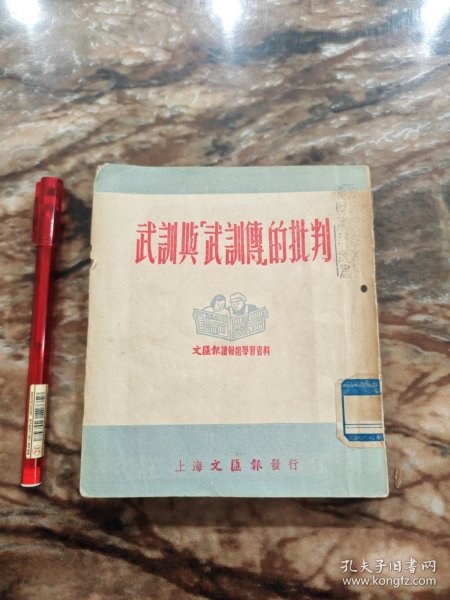 武訓與「武訓傳」的批判
文匯報讀報組學習資料
上海文匯報發行
孔夫子旧书网
www.kongfz.com